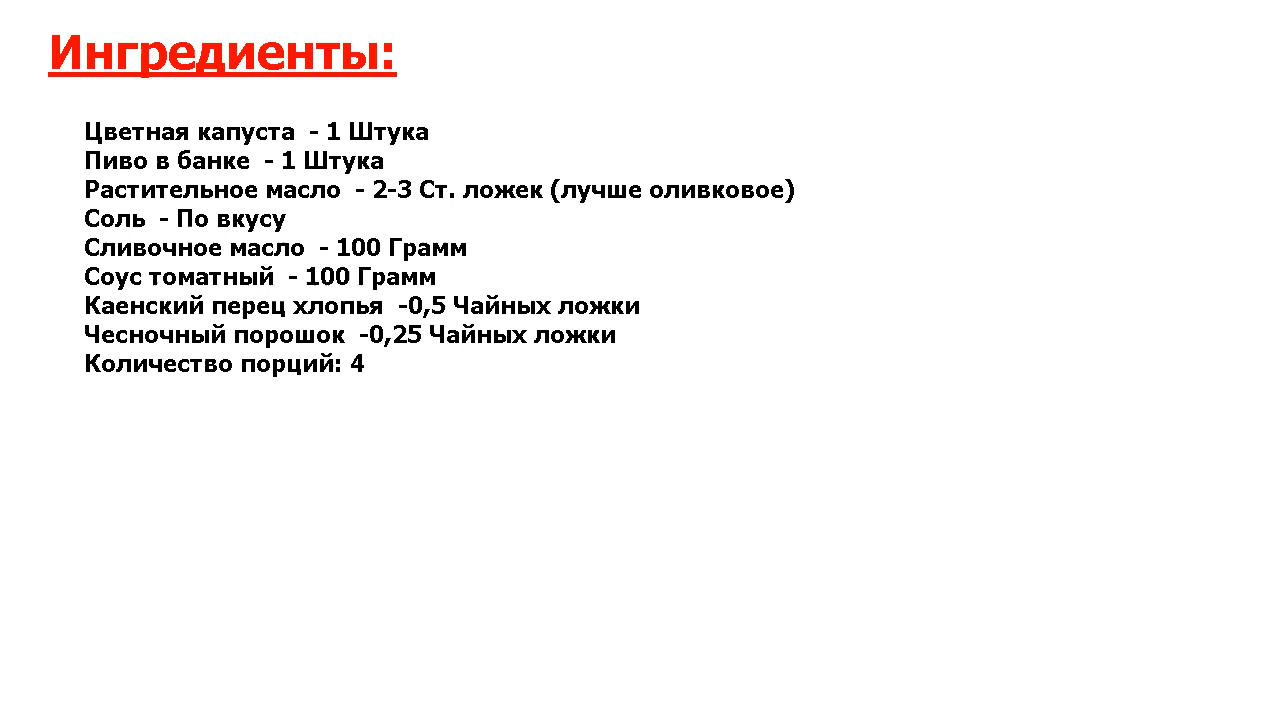 Ингредиенты:
Цветная капуста  - 1 Штука
Пиво в банке  - 1 Штука
Растительное масло  - 2-3 Ст. ложек (лучше оливковое)
Соль  - По вкусу
Сливочное масло  - 100 Грамм
Соус томатный  - 100 Грамм
Каенский перец хлопья  -0,5 Чайных ложки
Чесночный порошок  -0,25 Чайных ложки
Количество порций: 4